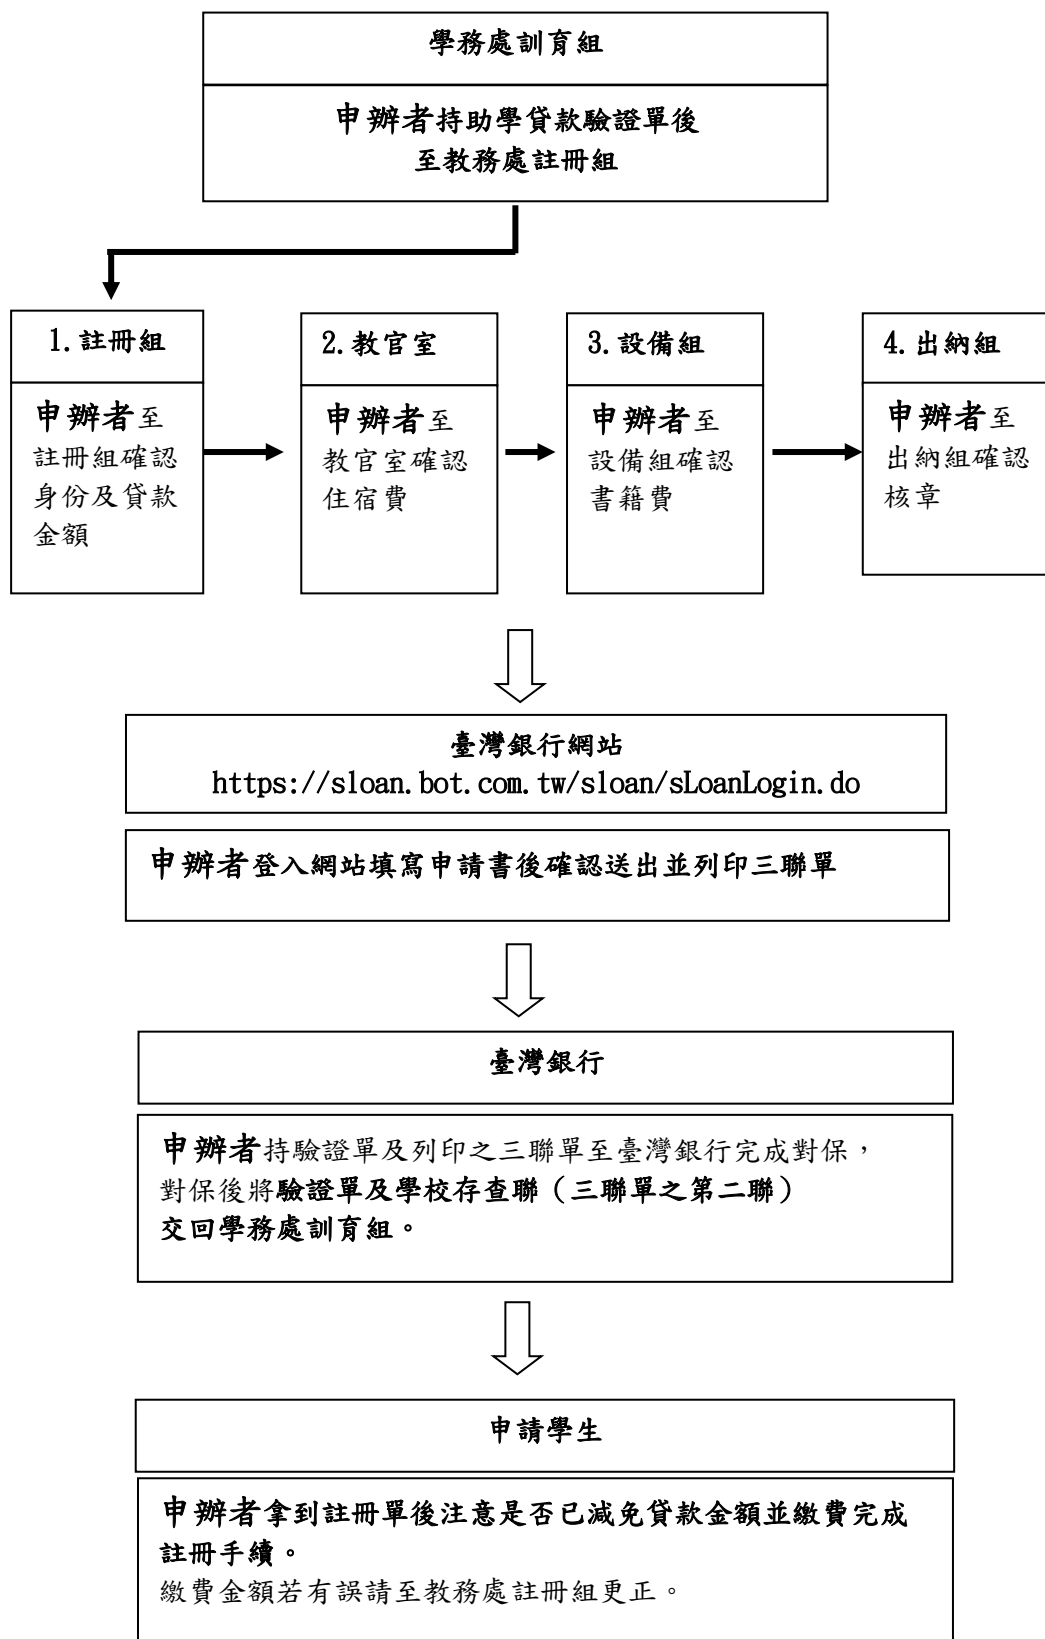 學務處訓育組
申辦者持助學貸款驗證單後
至教務處註冊組
1.註冊組
申辦者至
註冊組確認
身份及貸款
金額
2.教官室
申辦者至
教官室確認
住宿費
3.設備組
申辦者至
設備組確認
書籍費
4.出納組
申辦者至
出納組確認
核章
臺灣銀行網站
https://sloan.bot.com.tw/sloan/sLoanLogin.do
申辦者登入網站填寫申請書後確認送出並列印三聯單
臺灣銀行
申辦者持驗證單及列印之三聯單至臺灣銀行完成對保，
對保後將驗證單及學校存查聯（三聯單之第二聯）
交回學務處訓育組。
申請學生
申辦者拿到註冊單後注意是否已減免貸款金額並繳費完成
註冊手續。
繳費金額若有誤請至教務處註冊組更正。